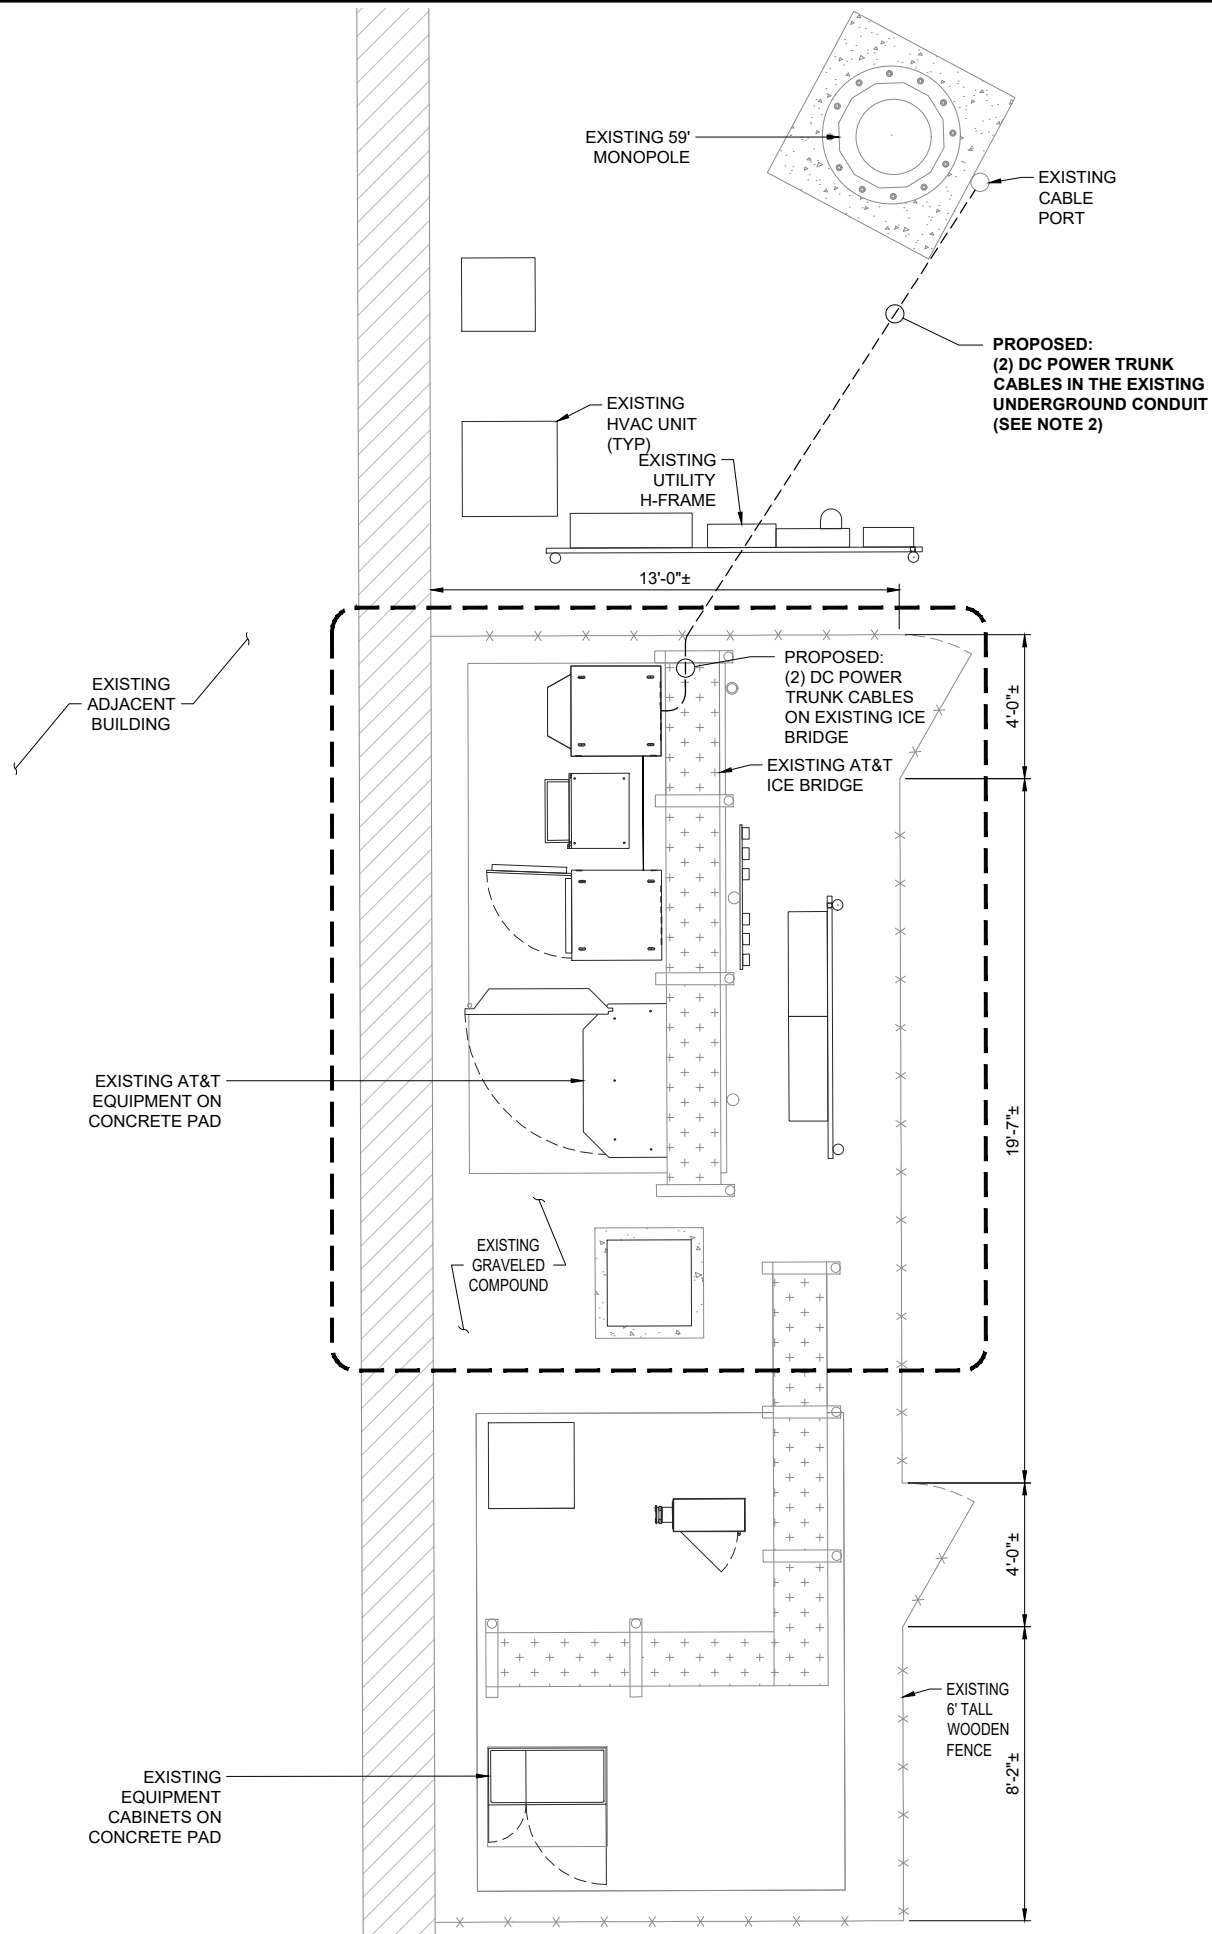 EXISTING 59'
MONOPOLE
EXISTING
CABLE
PORT
PROPOSED:
(2) DC POWER TRUNK
CABLES IN THE EXISTING
UNDERGROUND CONDUIT
(SEE NOTE 2)
EXISTING
HVAC UNIT
(TYP)
EXISTING
UTILITY
H-FRAME
13'-0"±
EXISTING
ADJACENT
BUILDING
PROPOSED:
(2) DC POWER
TRUNK CABLES
ON EXISTING ICE
BRIDGE
4'-0"±
EXISTING AT&T
ICE BRIDGE
EXISTING AT&T
EQUIPMENT ON
CONCRETE PAD
19'-7"±
EXISTING
GRAVELED
COMPOUND
4'-0"±
EXISTING
6' TALL
WOODEN
FENCE
8'-2"±
EXISTING
EQUIPMENT
CABINETS ON
CONCRETE PAD